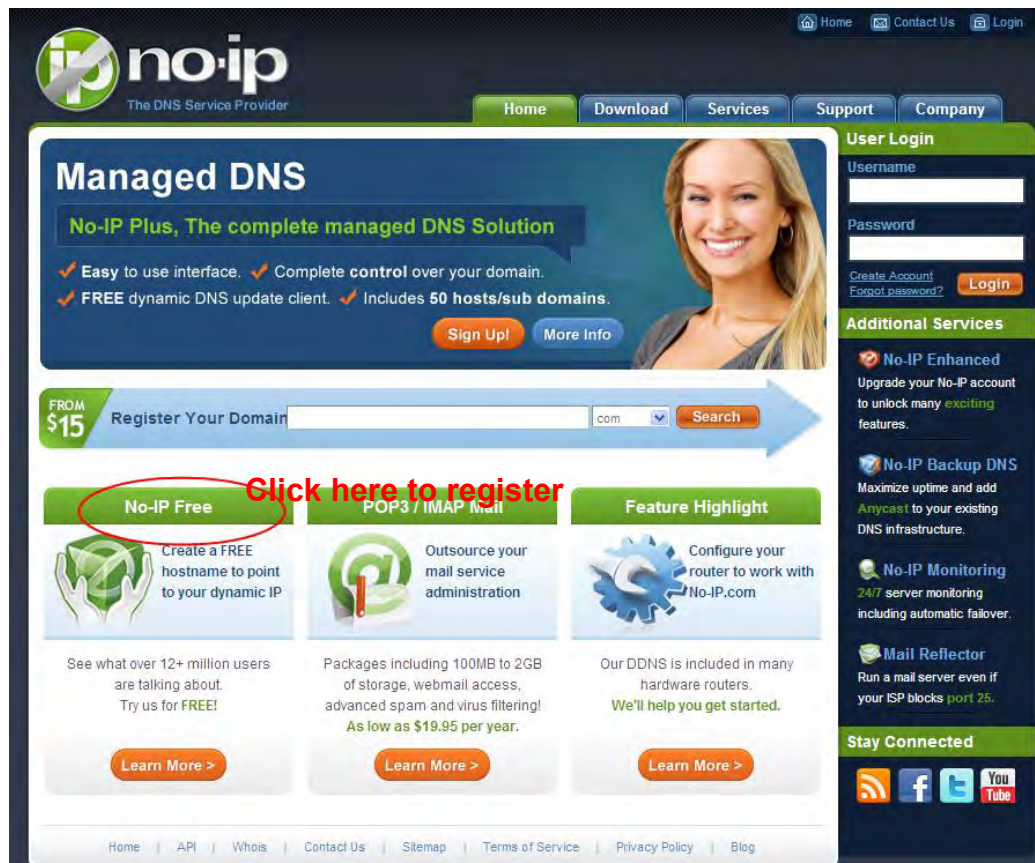 Home Contact Us Login
ip no·ip
The DNS Service Provider
Home Download Services Support Company
Managed DNS
No-IP Plus, The complete managed DNS Solution
Easy to use interface. Complete control over your domain.
FREE dynamic DNS update client. Includes 50 hosts/sub domains.
Sign Up! More Info
FROM
$15
Register Your Domain com Search
Click here to register
No-IP Free
Create a FREE
hostname to point
to your dynamic IP
See what over 12+ million users
are talking about.
Try us for FREE!
Learn More >
POP3 / IMAP Mail
Outsource your
mail service
administration
Packages including 100MB to 2GB
of storage, webmail access,
advanced spam and virus filtering!
As low as $19.95 per year.
Learn More >
Feature Highlight
Configure your
router to work with
No-IP.com
Our DDNS is included in many
hardware routers.
We'll help you get started.
Learn More >
User Login
Username
Password
Create Account
Forgot password?
Login
Additional Services
No-IP Enhanced
Upgrade your No-IP account
to unlock many exciting
features.
No-IP Backup DNS
Maximize uptime and add
Anycast to your existing
DNS infrastructure.
No-IP Monitoring
24/7 server monitoring
including automatic failover.
Mail Reflector
Run a mail server even if
your ISP blocks port 25.
Stay Connected
f t You
Tube
Home | API | Whois | Contact Us | Sitemap | Terms of Service | Privacy Policy | Blog